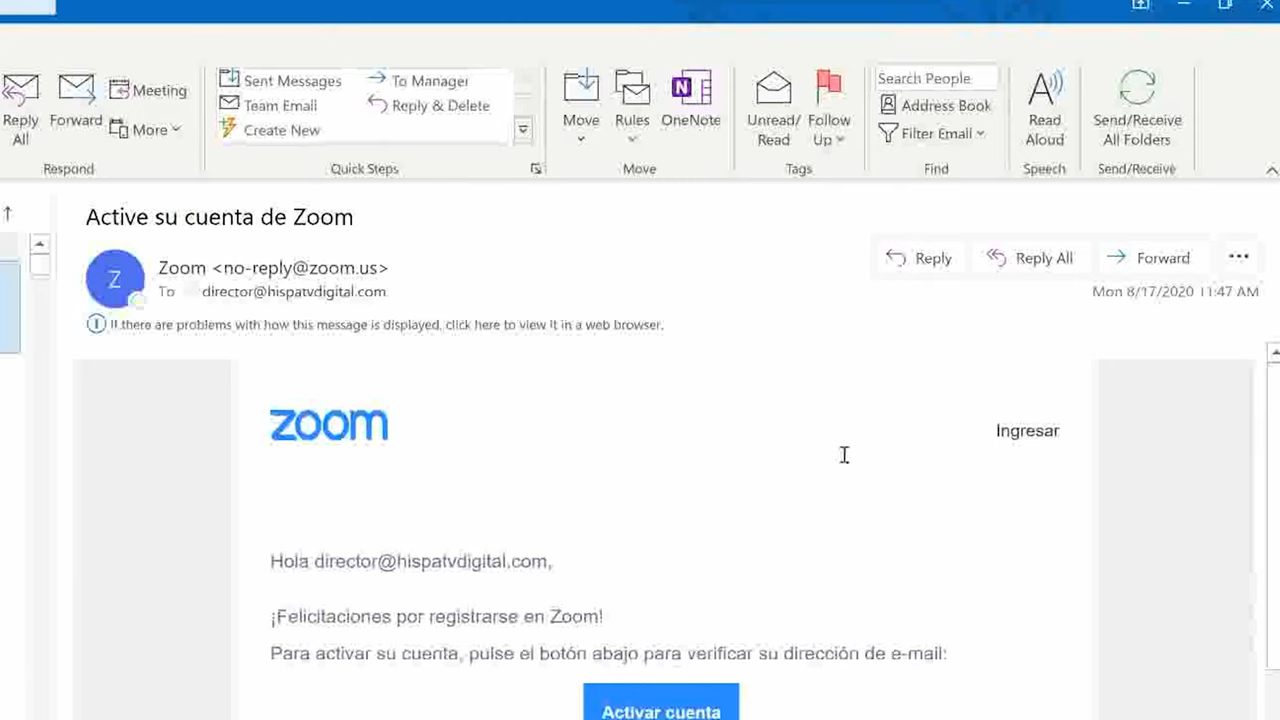 Sent Messages To Manager
Reply Forward Meeting Team Email Reply & Delete Move Rules OneNote Unread/ Follow Search People
All More Create New Read Up Address Book
Filter Email
Read Send/Receive
Aloud All Folders
Respond Quick Steps Move Tags Find Speech Send/Receive
Active su cuenta de Zoom
Z
Zoom <no-reply@zoom.us>
Reply Reply All Forward ...
To director@hispatvdigital.com
Mon 8/17/2020 11:47 AM
If there are problems with how this message is displayed, click here to view it in a web browser.
zoom
Ingresar
Hola director@hispatvdigital.com,
¡Felicitaciones por registrarse en Zoom!
Para activar su cuenta, pulse el botón abajo para verificar su dirección de e-mail:
Activar cuenta